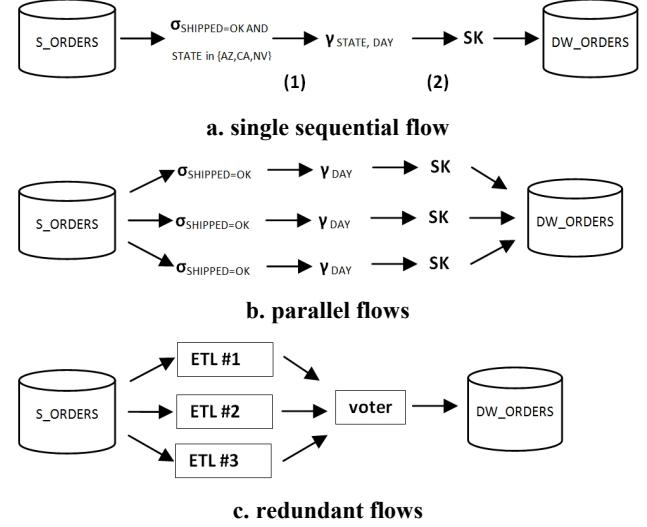 S_ORDERS
σSHIPPED=OK AND
STATE in {AZ,CA,NV}
(1)
γ STATE, DAY
(2)
SK
DW_ORDERS
a. single sequential flow
S_ORDERS
σSHIPPED=OK
γ DAY
SK
σSHIPPED=OK
γ DAY
SK
σSHIPPED=OK
γ DAY
SK
DW_ORDERS
b. parallel flows
S_ORDERS
ETL #1
ETL #2
ETL #3
voter
DW_ORDERS
c. redundant flows